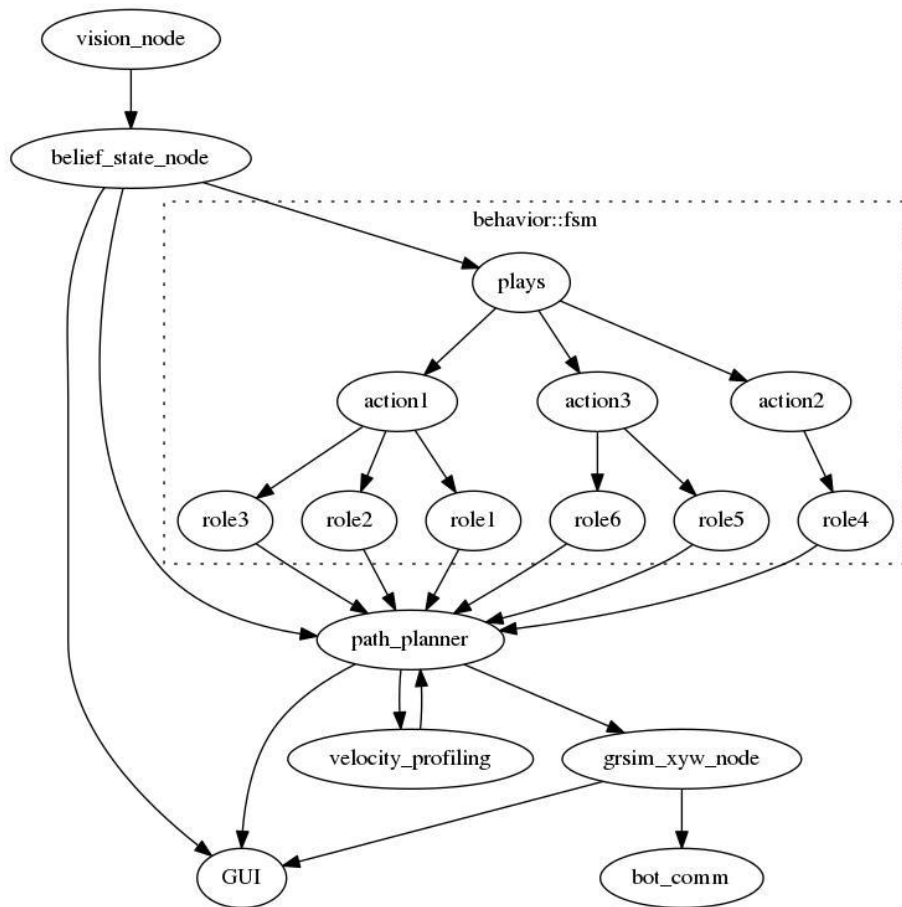 vision_node
belief_state_node
behavior::fsm
plays
action1
action3
action2
role3
role2
role1
role6
role5
role4
path_planner
velocity_profiling
grsim_xyw_node
GUI
bot_comm